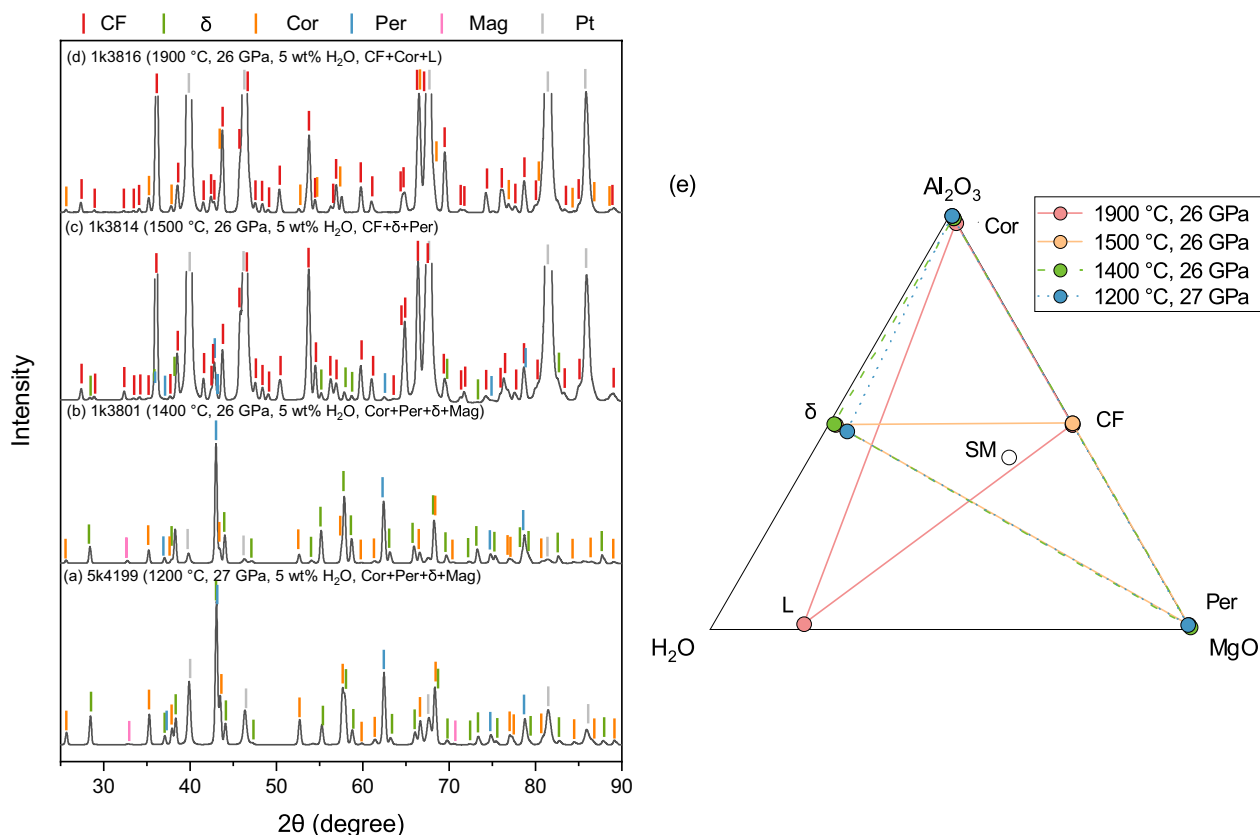 CF δ Cor Per Mag Pt
(d) 1k3816 (1900 °C, 26 GPa, 5 wt% H₂O, CF+Cor+L)
(c) 1k3814 (1500 °C, 26 GPa, 5 wt% H₂O, CF+δ+Per)
(b) 1k3801 (1400 °C, 26 GPa, 5 wt% H₂O, Cor+Per+δ+Mag)
(a) 5k4199 (1200 °C, 27 GPa, 5 wt% H₂O, Cor+Per+δ+Mag)
Intensity
30 40 50 60 70 80 90
2θ (degree)
(e)
Al₂O₃
Cor
1900 °C, 26 GPa
1500 °C, 26 GPa
1400 °C, 26 GPa
1200 °C, 27 GPa
δ
CF
SM
L
Per
H₂O
MgO